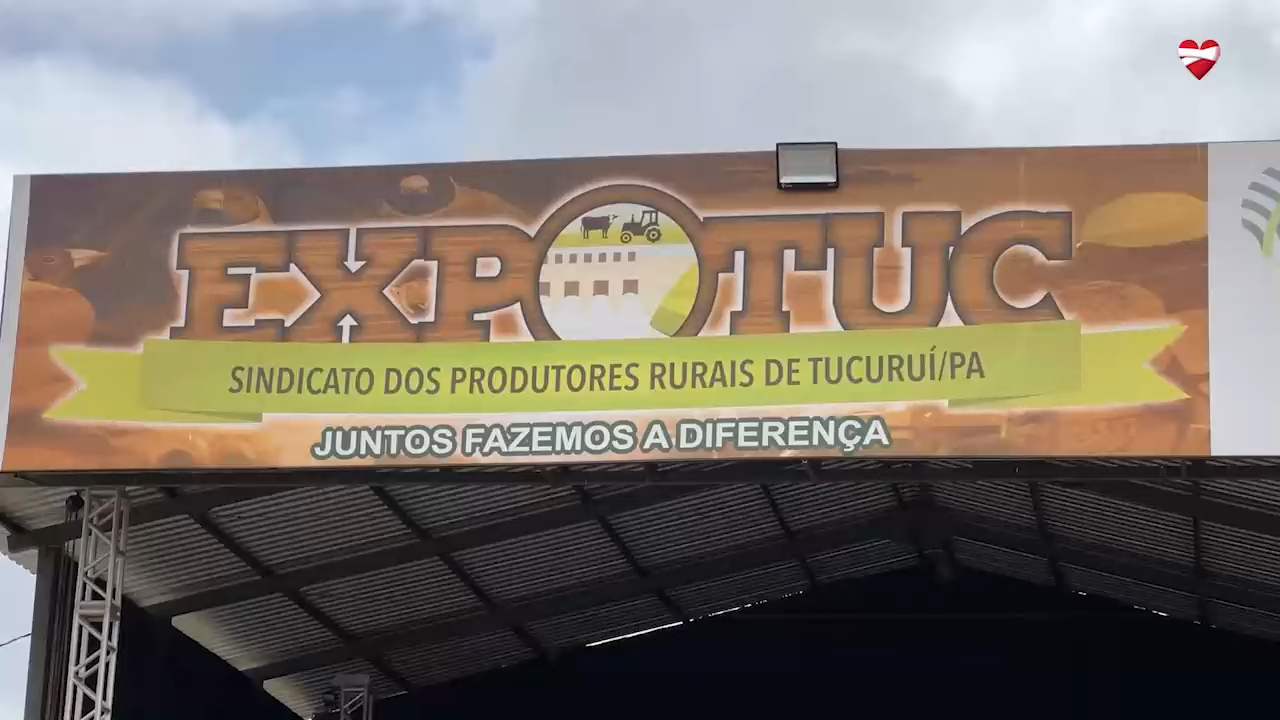 EXPOTUC
SINDICATO DOS PRODUTORES RURAIS DE TUCURUÍ/PA
JUNTOS FAZEMOS A DIFERENÇA